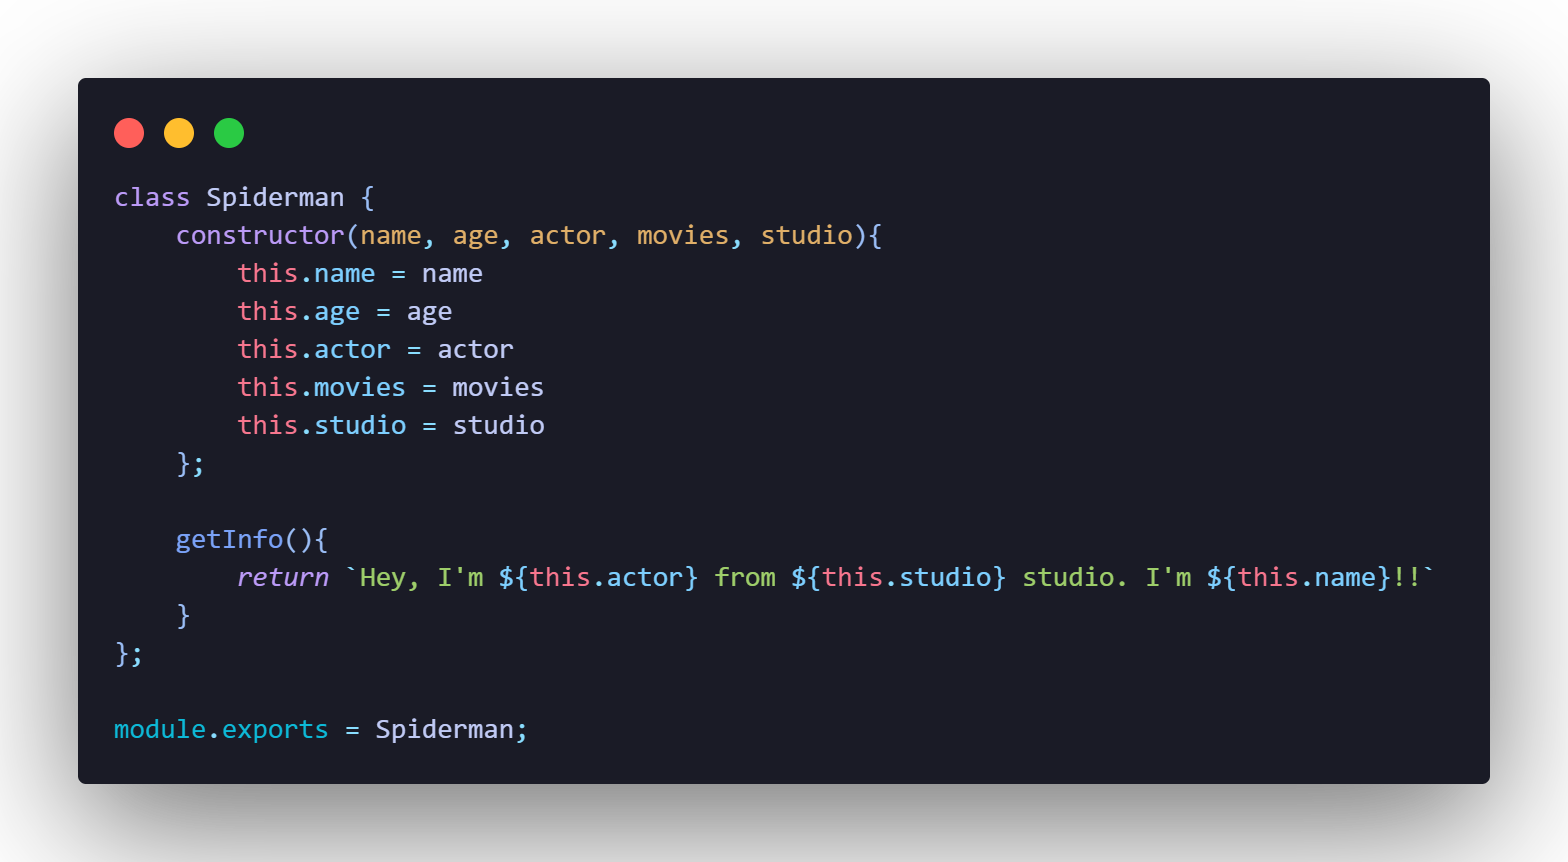 class Spiderman {
    constructor(name, age, actor, movies, studio){
        this.name = name
        this.age = age
        this.actor = actor
        this.movies = movies
        this.studio = studio
    };

    getInfo(){
        return `Hey, I'm ${this.actor} from ${this.studio} studio. I'm ${this.name}!!`
    }
};

module.exports = Spiderman;